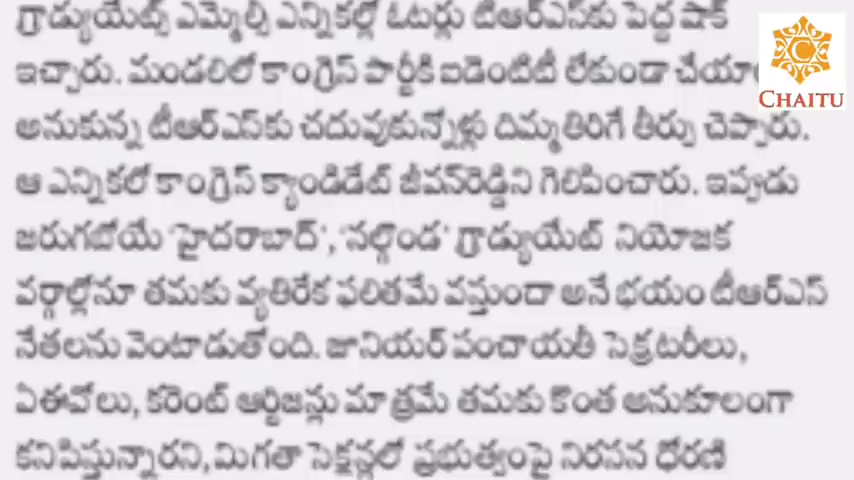 గ్రాడ్యుయేట్స్ ఎమ్మెల్సీ ఎన్నికల్లో ఓటర్లు టీఆర్ఎస్‌కు పెద్ద షాక్
ఇచ్చారు. మండలిలో కాంగ్రెస్ పార్టీకి ఐడెంటిటీ లేకుండా
CHAITU
అనుకున్న టీఆర్ఎస్‌కు చదువుకున్నోళ్లు దిమ్మతిరిగే తీర్పు చెప్పారు.
ఆ ఎన్నికలో కాంగ్రెస్ క్యాండిడేట్ జీవన్‌రెడ్డిని గెలిపించారు. ఇప్పుడు
జరుగబోయే 'హైదరాబాద్', 'నల్గొండ' గ్రాడ్యుయేట్ నియోజక
వర్గాల్లోనూ తమకు వ్యతిరేక ఫలితమే వస్తుందా అనే భయం టీఆర్ఎస్
నేతలను వెంటాడుతోంది. జూనియర్ పంచాయతీ సెక్రటరీలు,
ఏఈవోలు, కరెంట్ ఆర్టిజన్లు మాత్రమే తమకు కొంత అనుకూలంగా
కనిపిస్తున్నారని, మిగతా సెక్షన్లలో ప్రభుత్వంపై నిరసన ధోరణి